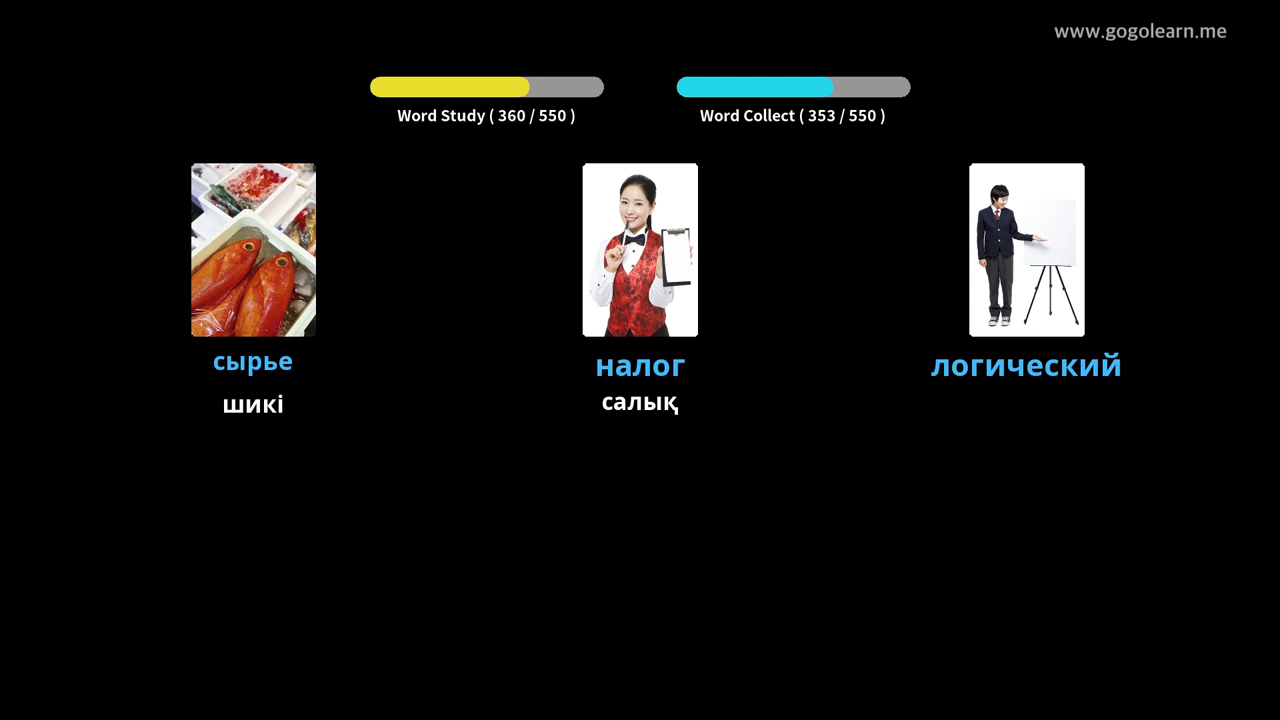 www.gogolearn.me
Word Study ( 360 / 550 )
Word Collect ( 353 / 550 )
сырье
шикі
налог
салық
логический